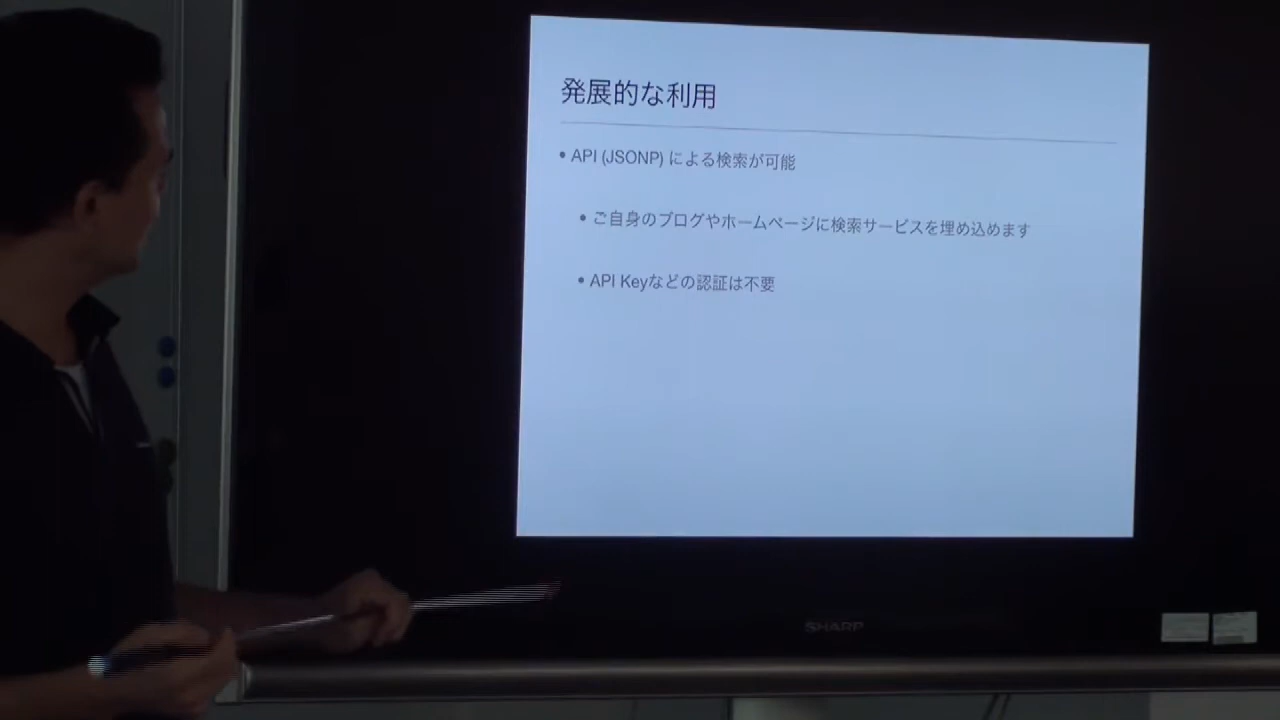 発展的な利用
• API (JSONP) による検索が可能
• ご自身のブログやホームページに検索サービスを埋め込めます
• API Keyなどの認証は不要
SHARP